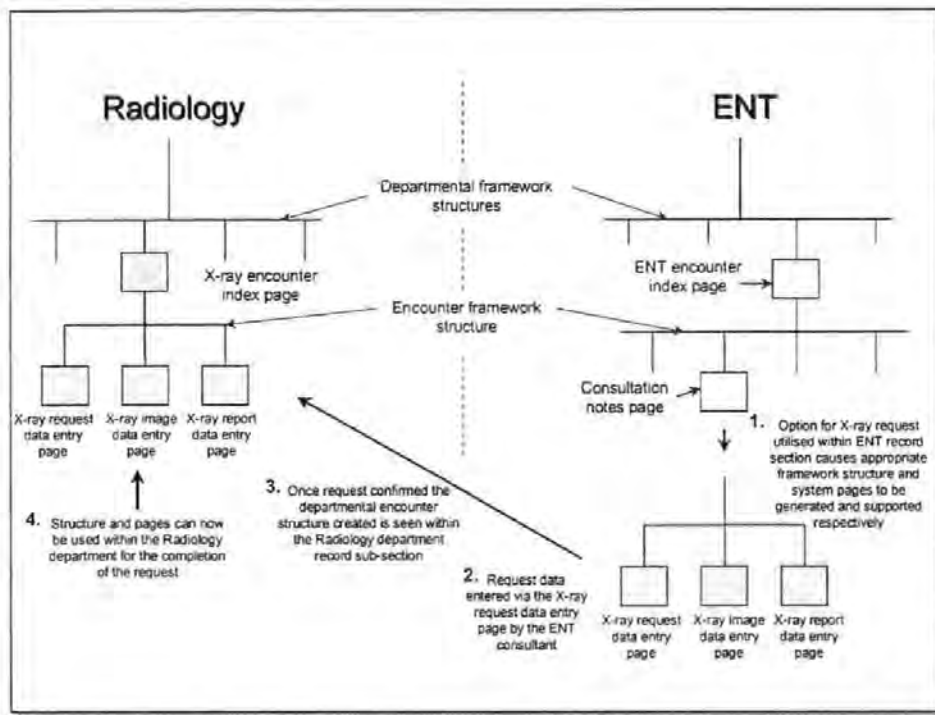 Radiology
ENT
Departmental framework
structures
X-ray encounter
index page
ENT encounter
index page
Encounter framework
structure
Consultation
notes page
X-ray request
data entry
page
X-ray image
data entry
page
X-ray report
data entry
page
1. Option for X-ray request
utilised within ENT record
section causes appropriate
framework structure and
system pages to be
generated and supported
respectively
3. Once request confirmed the
departmental encounter
structure created is seen within
the Radiology department
record sub-section
4. Structure and pages can now
be used within the Radiology
department for the completion
of the request
2. Request data
entered via the X-ray
request data entry
page by the ENT
consultant
X-ray request
data entry
page
X-ray image
data entry
page
X-ray report
data entry
page